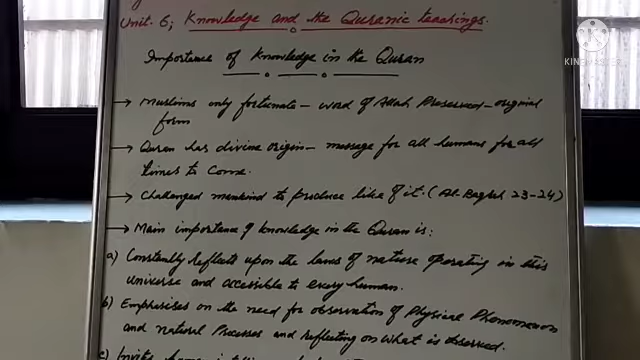 Unit. 6; Knowledge and the Quranic teachings.
Importance of Knowledge in the Quran
KINEMASTER
→ Muslims only fortunate - word of Allah Preserved - original
form
→ Quran has divine origin - message for all humans for all
times to Come.
→ Challenged mankind to produce like of it. (Al-Baqrah 23-24)
→ Main importance of knowledge in the Quran is:
a) Constantly Reflects upon the laws of nature operating in this
universe and accessible to every human.
b) Emphasises on the need for observation of Physical Phenomenon
and natural Processes and reflecting on what is observed.
c) Invite